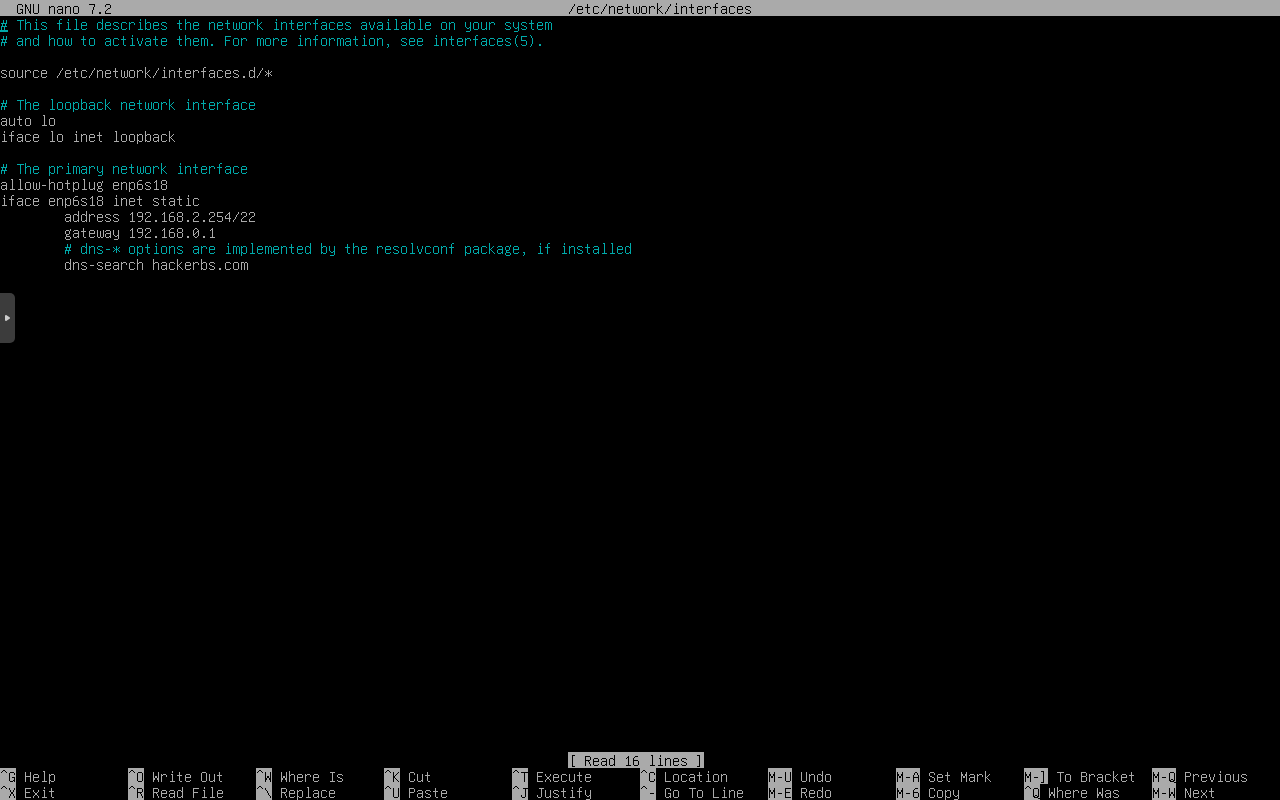 GNU nano 7.2 /etc/network/interfaces
# This file describes the network interfaces available on your system
# and how to activate them. For more information, see interfaces(5).
source /etc/network/interfaces.d/*
# The loopback network interface
auto lo
iface lo inet loopback
# The primary network interface
allow-hotplug enp6s18
iface enp6s18 inet static
address 192.168.2.254/22
gateway 192.168.0.1
# dns-* options are implemented by the resolvconf package, if installed
dns-search hackerbs.com
[ Read 16 lines ]
^G Help ^O Write Out ^W Where Is ^K Cut ^T Execute ^C Location M-U Undo M-A Set Mark M-] To Bracket M-Q Previous
^X Exit ^R Read File ^\ Replace ^U Paste ^J Justify ^- Go To Line M-E Redo M-6 Copy ^Q Where Was M-W Next